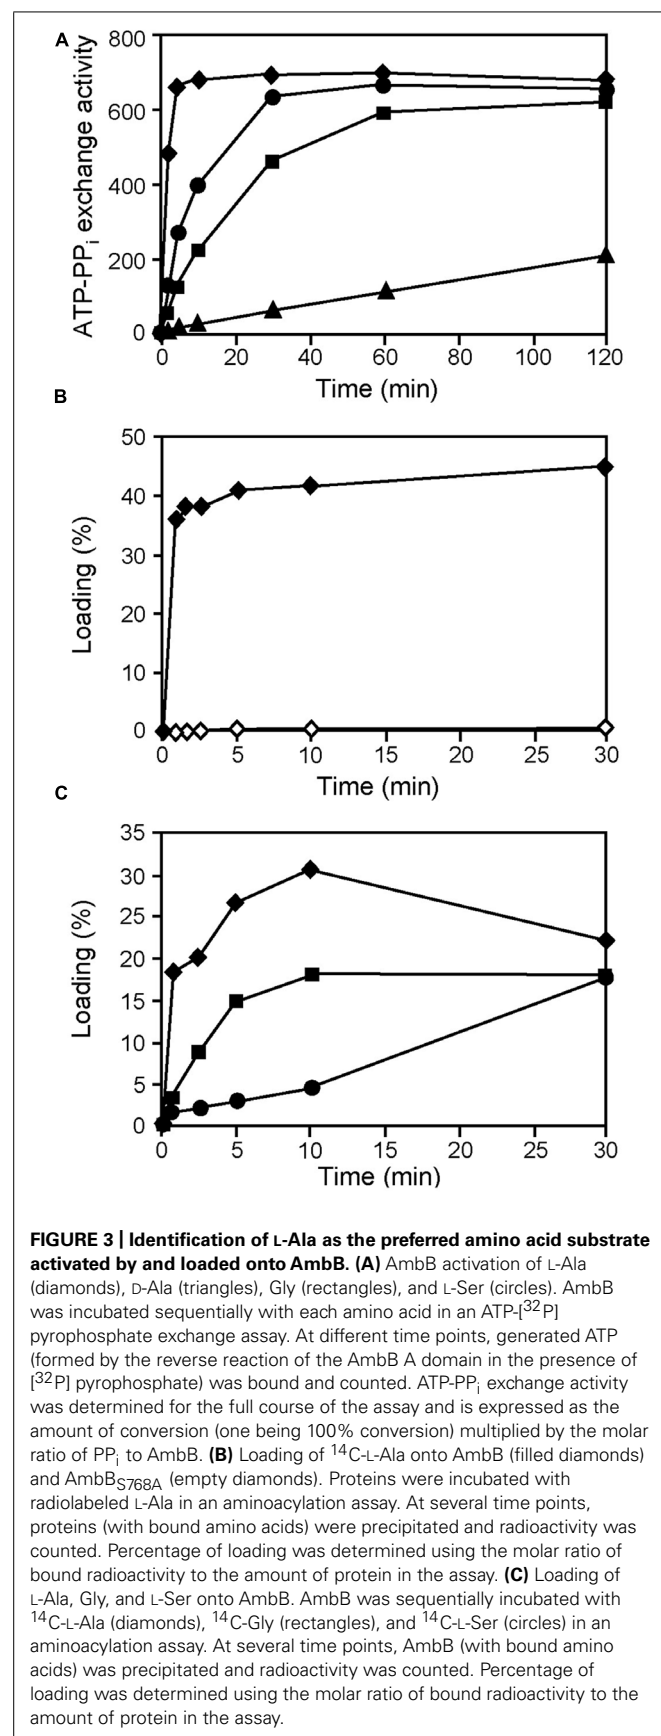 A
800
600
400
200
0
ATP-PPi exchange activity
0 20 40 60 80 100 120
Time (min)
B
50
40
30
20
10
0
Loading (%)
0 5 10 15 20 25 30
Time (min)
C
35
30
25
20
15
10
5
0
Loading (%)
0 5 10 15 20 25 30
Time (min)
FIGURE 3 | Identification of L-Ala as the preferred amino acid substrate
activated by and loaded onto AmbB. (A) AmbB activation of L-Ala
(diamonds), D-Ala (triangles), Gly (rectangles), and L-Ser (circles). AmbB
was incubated sequentially with each amino acid in an ATP-[32P]
pyrophosphate exchange assay. At different time points, generated ATP
(formed by the reverse reaction of the AmbB A domain in the presence of
[32P] pyrophosphate) was bound and counted. ATP-PPi exchange activity
was determined for the full course of the assay and is expressed as the
amount of conversion (one being 100% conversion) multiplied by the molar
ratio of PPi to AmbB. (B) Loading of 14C-L-Ala onto AmbB (filled diamonds)
and AmbBS768A (empty diamonds). Proteins were incubated with
radiolabeled L-Ala in an aminoacylation assay. At several time points,
proteins (with bound amino acids) were precipitated and radioactivity was
counted. Percentage of loading was determined using the molar ratio of
bound radioactivity to the amount of protein in the assay. (C) Loading of
L-Ala, Gly, and L-Ser onto AmbB. AmbB was sequentially incubated with
14C-L-Ala (diamonds), 14C-Gly (rectangles), and 14C-L-Ser (circles) in an
aminoacylation assay. At several time points, AmbB (with bound amino
acids) was precipitated and radioactivity was counted. Percentage of
loading was determined using the molar ratio of bound radioactivity to the
amount of protein in the assay.